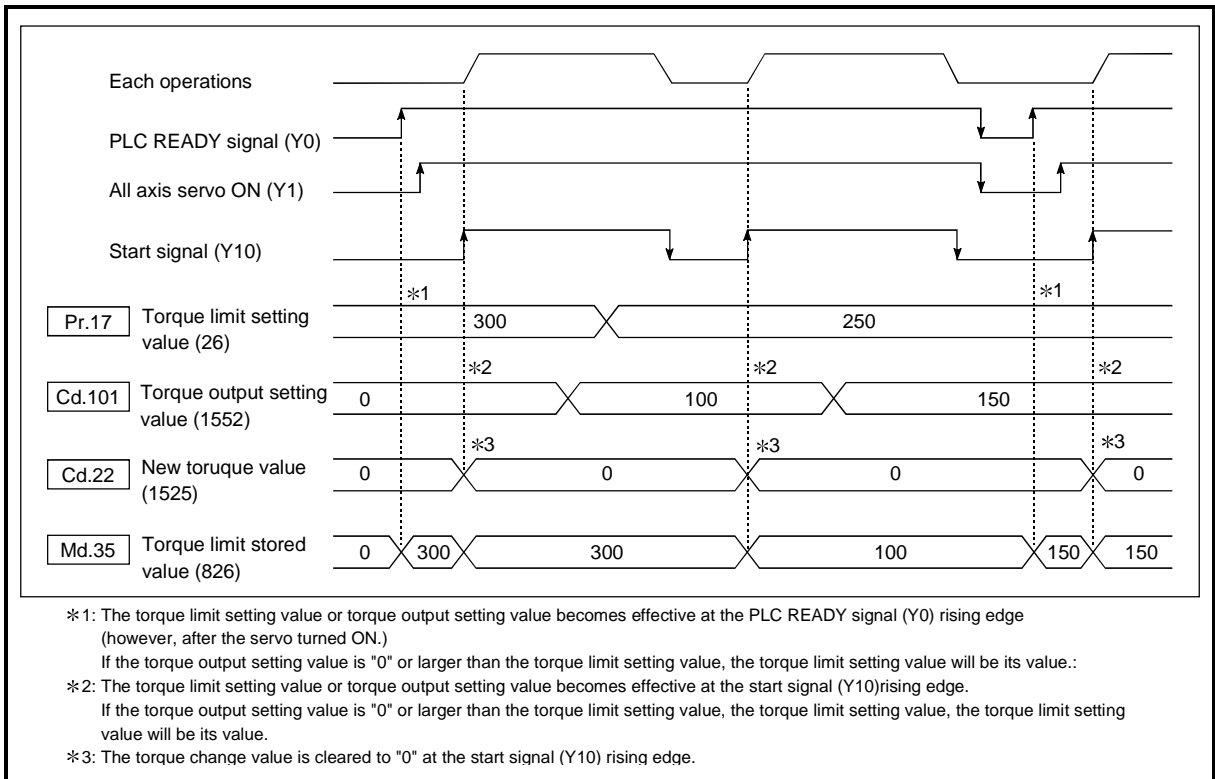 Each operations
PLC READY signal (Y0)
All axis servo ON (Y1)
Start signal (Y10)
*1 *1
Pr.17 Torque limit setting 300 250
value (26)
*2 *2 *2
Cd.101 Torque output setting 0 100 150
value (1552)
*3 *3 *3
Cd.22 New toruque value 0 0 0 0
(1525)
Md.35 Torque limit stored 0 300 300 100 150 150
value (826)
*1: The torque limit setting value or torque output setting value becomes effective at the PLC READY signal (Y0) rising edge
(however, after the servo turned ON.)
If the torque output setting value is "0" or larger than the torque limit setting value, the torque limit setting value will be its value.:
*2: The torque limit setting value or torque output setting value becomes effective at the start signal (Y10)rising edge.
If the torque output setting value is "0" or larger than the torque limit setting value, the torque limit setting value, the torque limit setting
value will be its value.
*3: The torque change value is cleared to "0" at the start signal (Y10) rising edge.